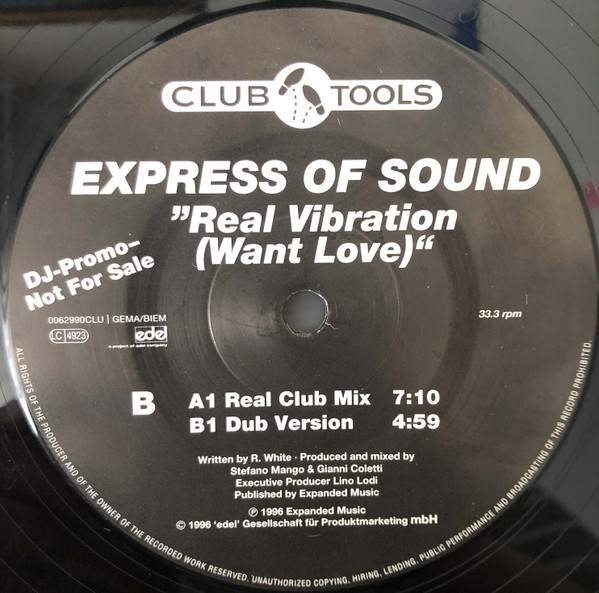 CLUB TOOLS
EXPRESS OF SOUND
”Real Vibration
(Want Love)“
DJ-Promo–
Not For Sale
0062990CLU | GEMA/BIEM
LC 4923
edel
a project of edel company
33.3 rpm
B
A1 Real Club Mix 7:10
B1 Dub Version 4:59
Written by R. White · Produced and mixed by
Stefano Mango & Gianni Coletti
Executive Producer Lino Lodi
Published by Expanded Music
℗ 1996 Expanded Music
© 1996 'edel' Gesellschaft für Produktmarketing mbH
ALL RIGHTS OF THE PRODUCER AND OF THE OWNER OF THE RECORDED WORK RESERVED. UNAUTHORIZED COPYING, HIRING, LENDING, PUBLIC PERFORMANCE AND BROADCASTING OF THIS RECORD PROHIBITED.